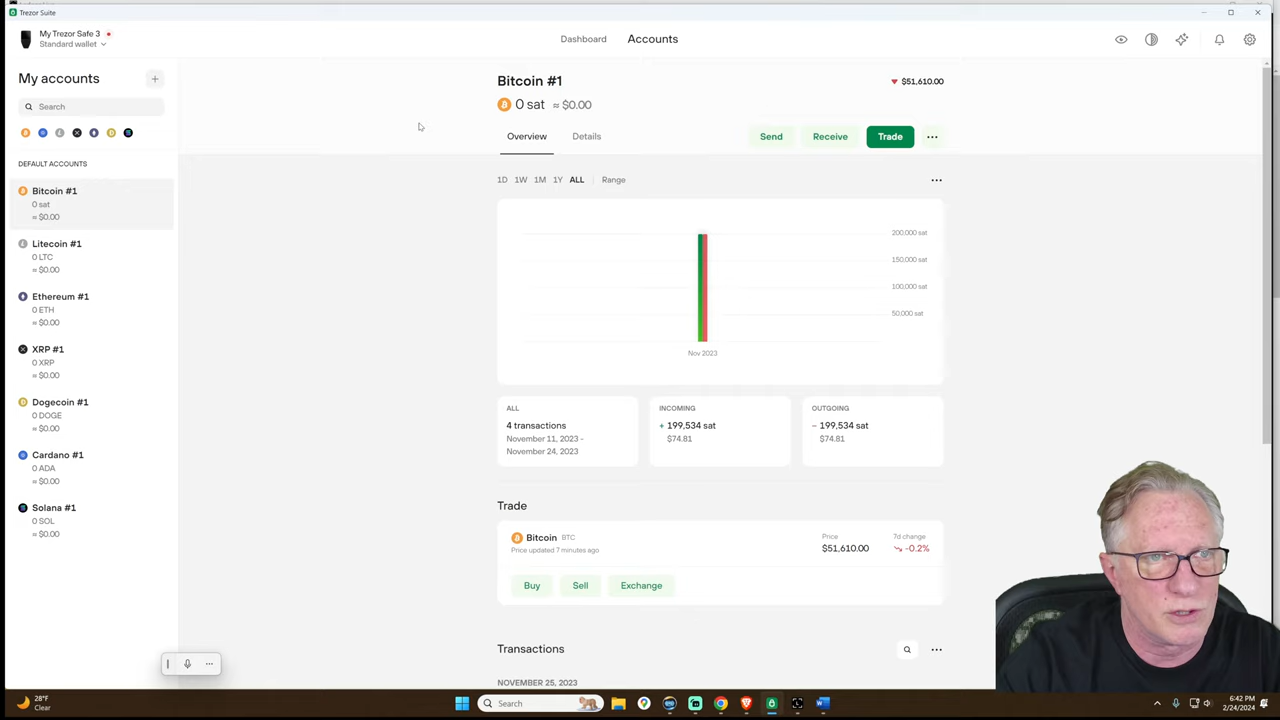 Trezor Suite
My Trezor Safe 3
Standard wallet
Dashboard
Accounts
My accounts
Search
DEFAULT ACCOUNTS
Bitcoin #1
0 sat
≈ $0.00
Litecoin #1
0 LTC
≈ $0.00
Ethereum #1
0 ETH
≈ $0.00
XRP #1
0 XRP
≈ $0.00
Dogecoin #1
0 DOGE
≈ $0.00
Cardano #1
0 ADA
≈ $0.00
Solana #1
0 SOL
≈ $0.00
Bitcoin #1
$51,610.00
0 sat ≈ $0.00
Overview
Details
Send
Receive
Trade
1D 1W 1M 1Y ALL Range
200,000 sat
150,000 sat
100,000 sat
50,000 sat
Nov 2023
ALL
4 transactions
November 11, 2023 -
November 24, 2023
INCOMING
+ 199,534 sat
$74.81
OUTGOING
– 199,534 sat
$74.81
Trade
Bitcoin BTC
Price updated 7 minutes ago
Price
$51,610.00
7d change
-0.2%
Buy
Sell
Exchange
Transactions
NOVEMBER 25, 2023
28°F
Clear
Search
6:42 PM
2/24/2024